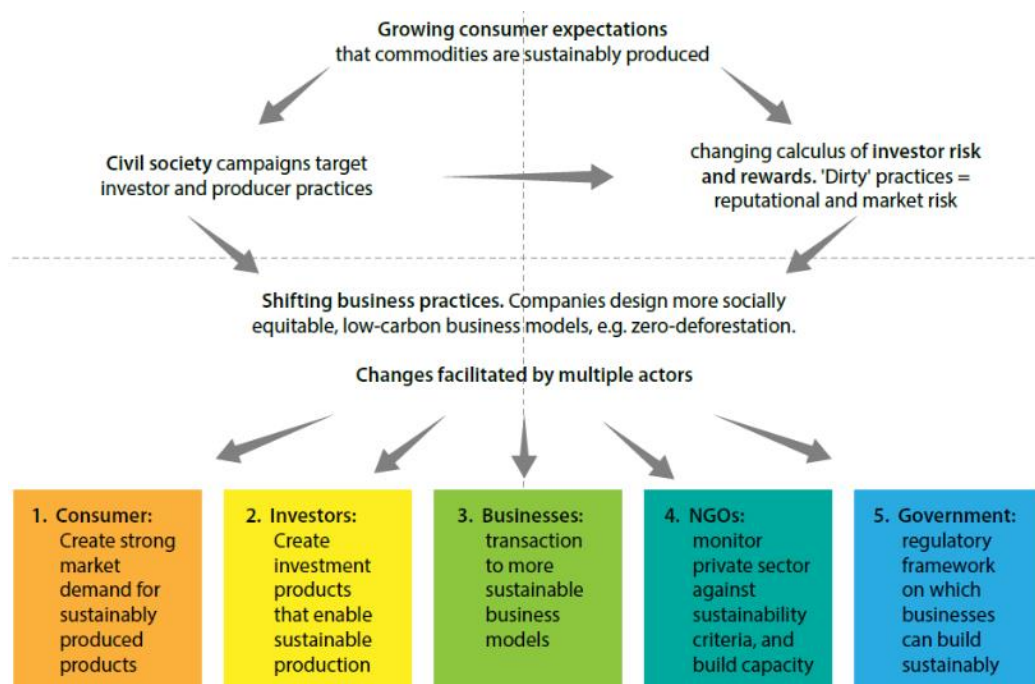 Growing consumer expectations
that commodities are sustainably produced
Civil society campaigns target
investor and producer practices
changing calculus of investor risk
and rewards. 'Dirty' practices =
reputational and market risk
Shifting business practices. Companies design more socially
equitable, low-carbon business models, e.g. zero-deforestation.
Changes facilitated by multiple actors
1. Consumer:
Create strong
market
demand for
sustainably
produced
products
2. Investors:
Create
investment
products
that enable
sustainable
production
3. Businesses:
transaction
to more
sustainable
business
models
4. NGOs:
monitor
private sector
against
sustainability
criteria, and
build capacity
5. Government:
regulatory
framework
on which
businesses
can build
sustainably